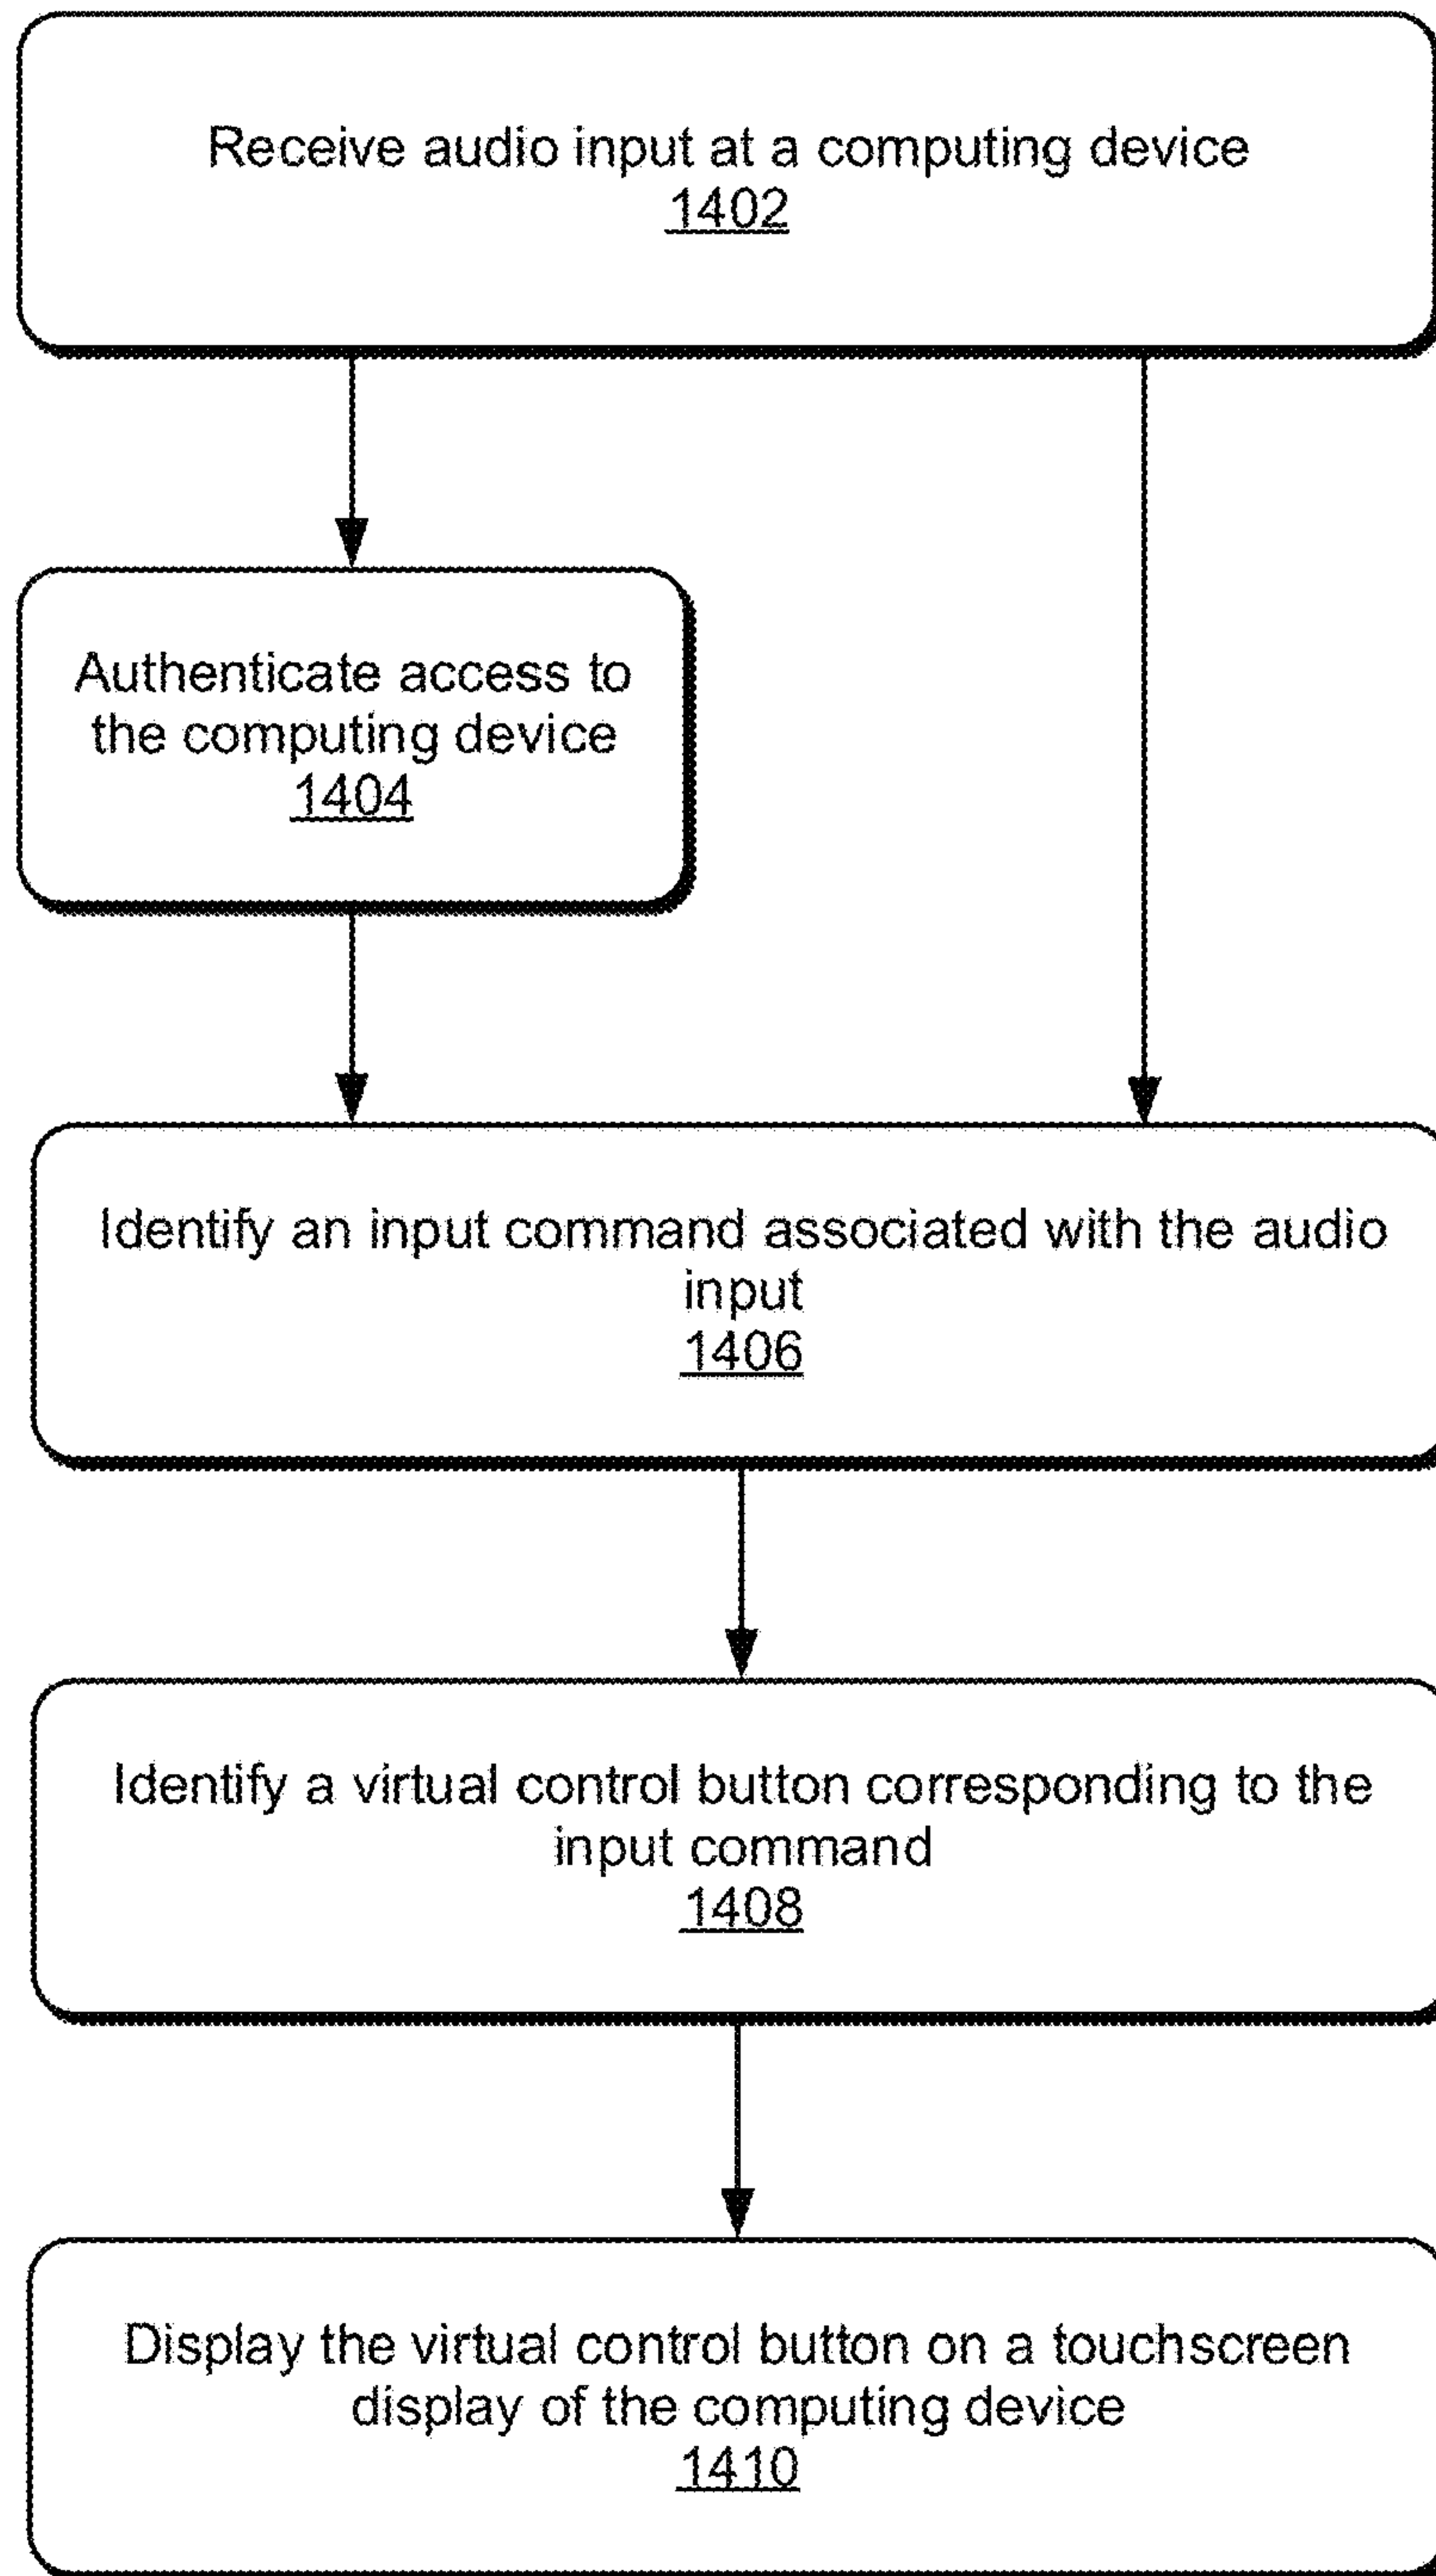 Receive audio input at a computing device
1402
Authenticate access to
the computing device
1404
Identify an input command associated with the audio
input
1406
Identify a virtual control button corresponding to the
input command
1408
Display the virtual control button on a touchscreen
display of the computing device
1410